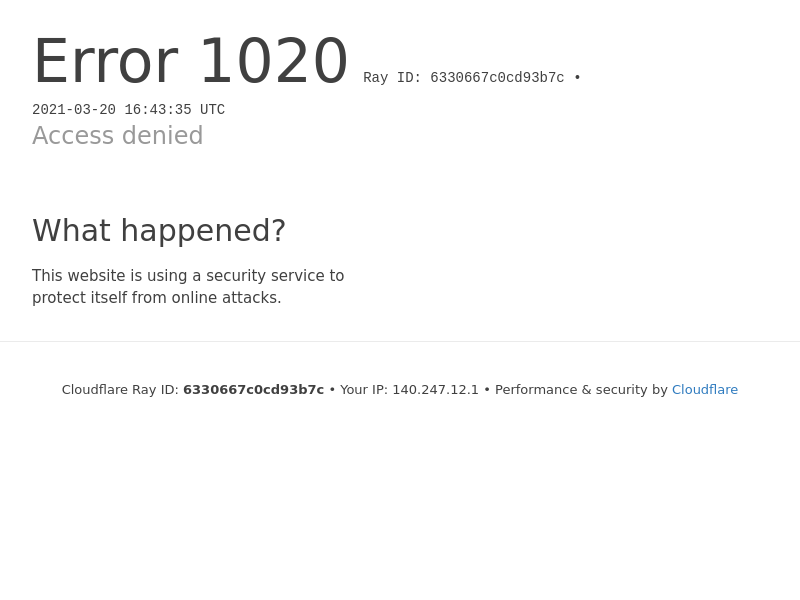 Error 1020 Ray ID: 6330667c0cd93b7c •
2021-03-20 16:43:35 UTC
Access denied
What happened?
This website is using a security service to
protect itself from online attacks.
Cloudflare Ray ID: 6330667c0cd93b7c • Your IP: 140.247.12.1 • Performance & security by Cloudflare